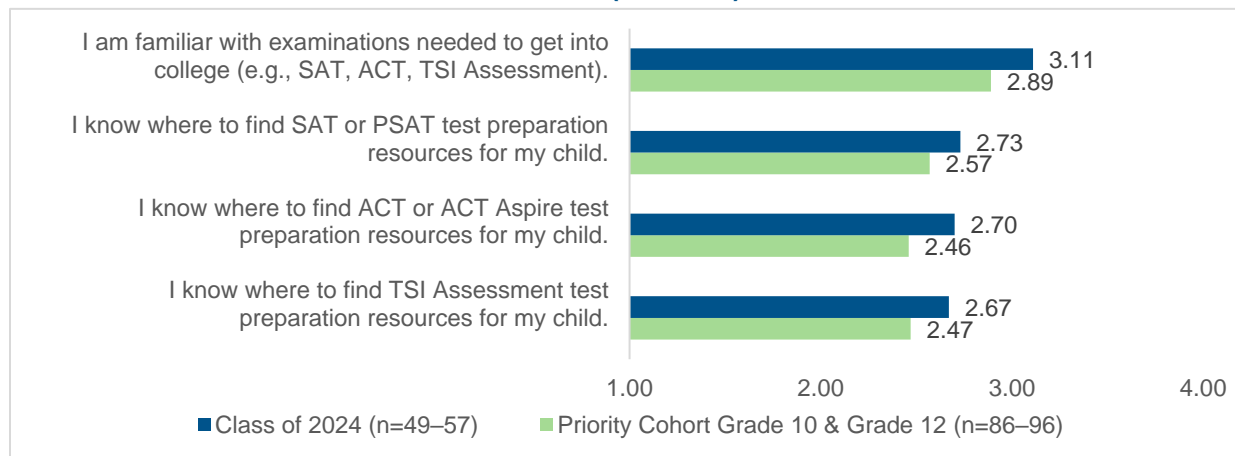 I am familiar with examinations needed to get into
college (e.g., SAT, ACT, TSI Assessment).
3.11
2.89
I know where to find SAT or PSAT test preparation
resources for my child.
2.73
2.57
I know where to find ACT or ACT Aspire test
preparation resources for my child.
2.70
2.46
I know where to find TSI Assessment test
preparation resources for my child.
2.67
2.47
1.00 2.00 3.00 4.00
Class of 2024 (n=49–57) Priority Cohort Grade 10 & Grade 12 (n=86–96)